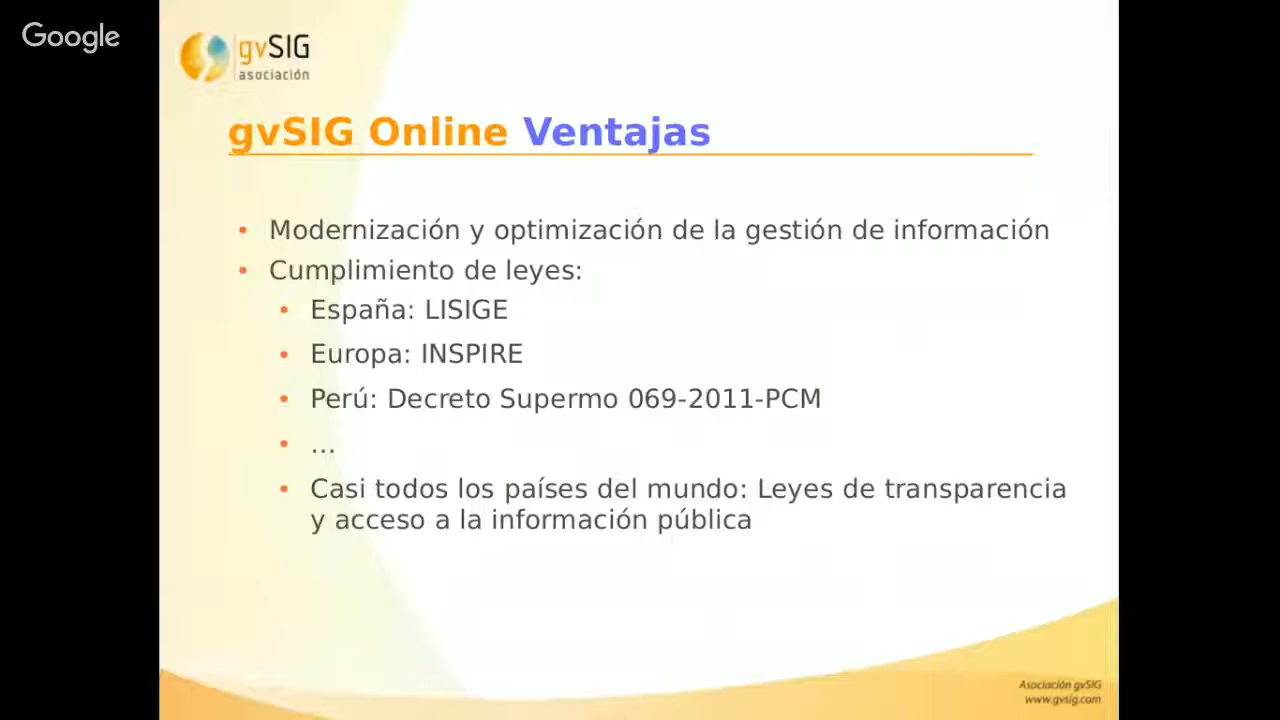 Google
gvSIG
asociación
gvSIG Online Ventajas
• Modernización y optimización de la gestión de información
• Cumplimiento de leyes:
• España: LISIGE
• Europa: INSPIRE
• Perú: Decreto Supermo 069-2011-PCM
• ...
• Casi todos los países del mundo: Leyes de transparencia
y acceso a la información pública
Asociación gvSIG
www.gvsig.com